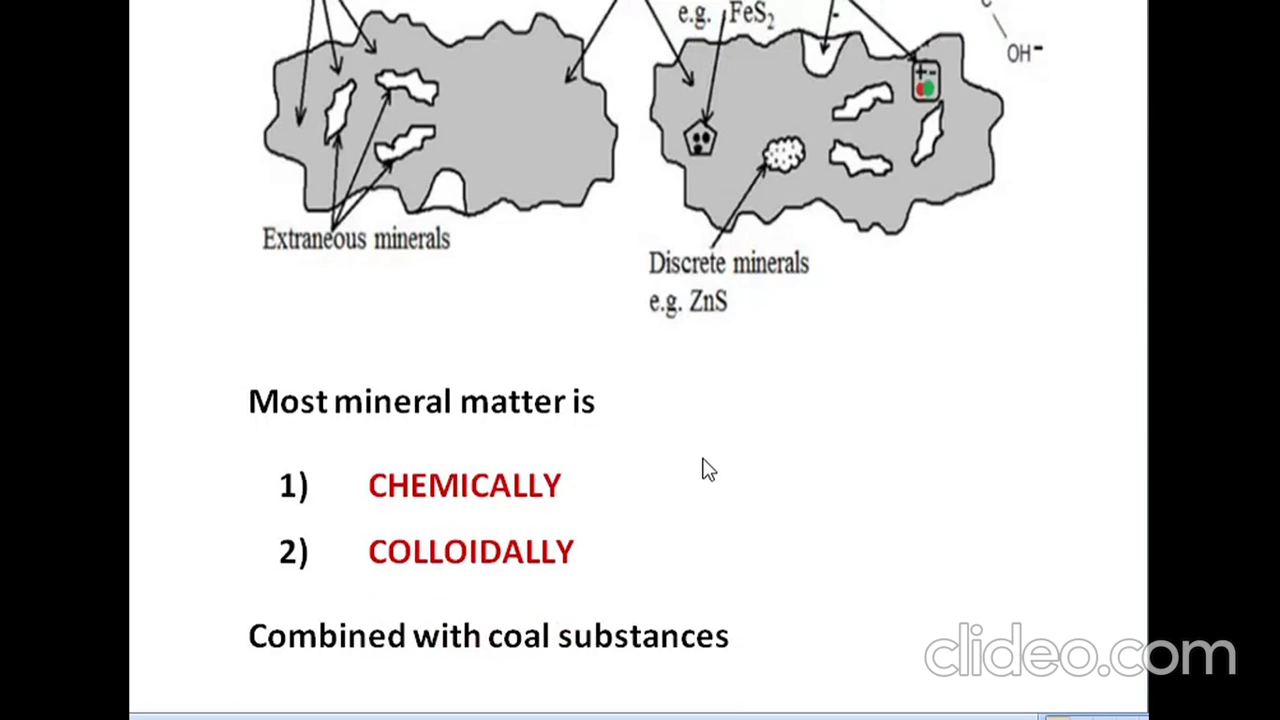 e.g. FeS₂
OH⁻
+-
Extraneous minerals
Discrete minerals
e.g. ZnS
Most mineral matter is
1) CHEMICALLY
2) COLLOIDALLY
Combined with coal substances
clideo.com